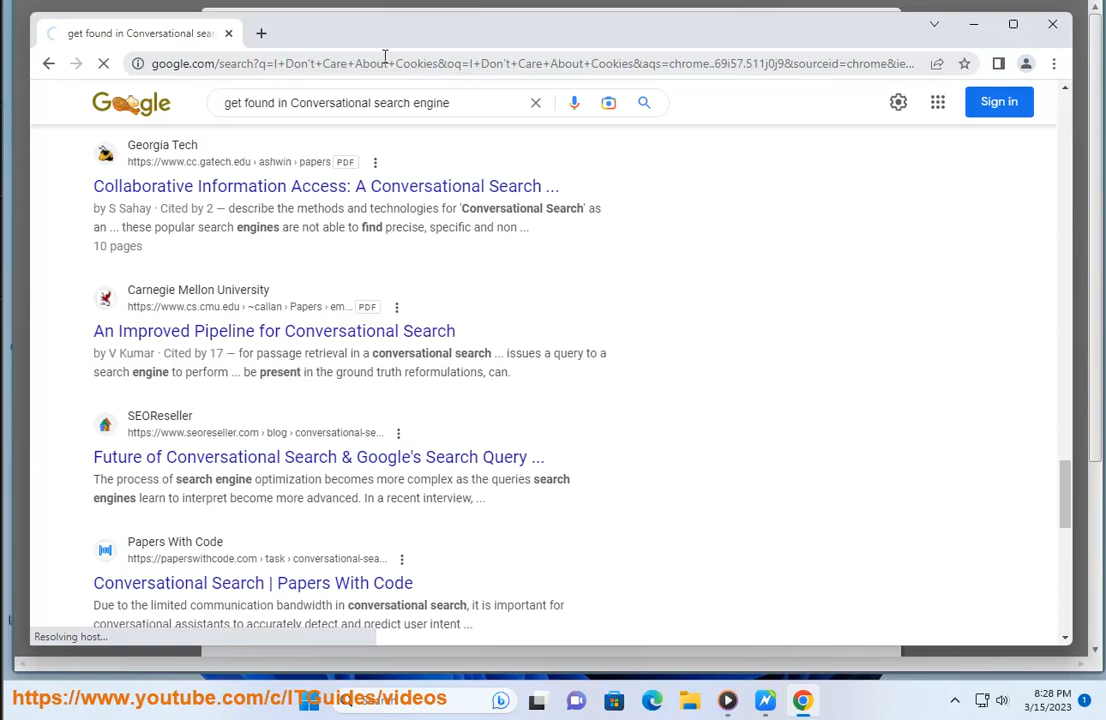 get found in Conversational sear
google.com/search?q=I+Don't+Care+About+Cookies&oq=I+Don't+Care+About+Cookies&aqs=chrome..69i57.511j0j9&sourceid=chrome&ie...
Google
get found in Conversational search engine
Sign in
Georgia Tech
https://www.cc.gatech.edu › ashwin › papers PDF
Collaborative Information Access: A Conversational Search ...
by S Sahay · Cited by 2 — describe the methods and technologies for 'Conversational Search' as
an ... these popular search engines are not able to find precise, specific and non ...
10 pages
Carnegie Mellon University
https://www.cs.cmu.edu › ~callan › Papers › em... PDF
An Improved Pipeline for Conversational Search
by V Kumar · Cited by 17 — for passage retrieval in a conversational search ... issues a query to a
search engine to perform ... be present in the ground truth reformulations, can.
SEOReseller
https://www.seoreseller.com › blog › conversational-se...
Future of Conversational Search & Google's Search Query ...
The process of search engine optimization becomes more complex as the queries search
engines learn to interpret become more advanced. In a recent interview, ...
Papers With Code
https://paperswithcode.com › task › conversational-sea...
Conversational Search | Papers With Code
Due to the limited communication bandwidth in conversational search, it is important for
conversational assistants to accurately detect and predict user intent ...
Resolving host...
https://www.youtube.com/c/ITGuides/videos
8:28 PM
3/15/2023
1